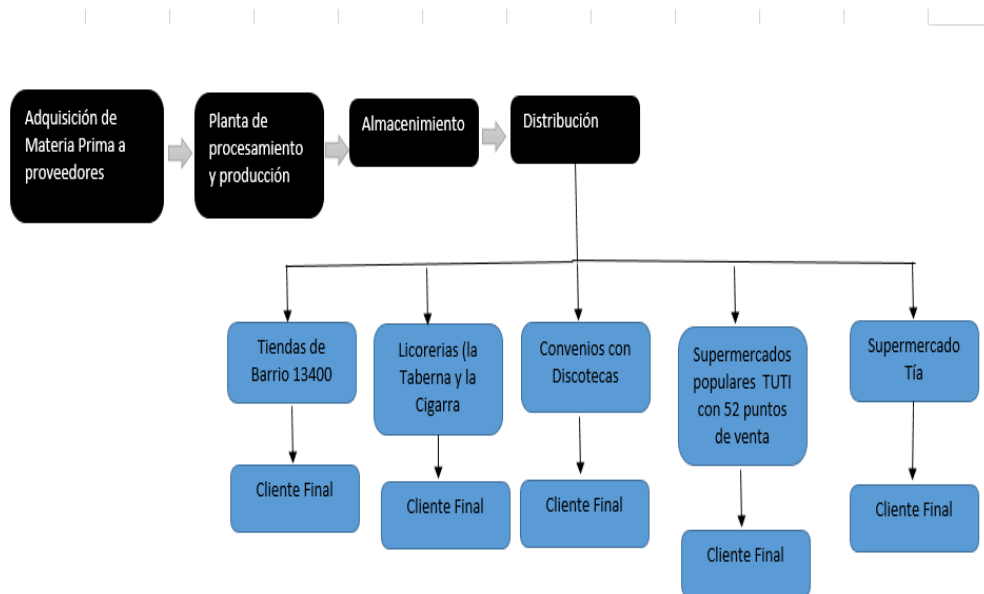 Adquisición de
Materia Prima a
proveedores
Planta de
procesamiento
y producción
Almacenimiento
Distribución
Tiendas de
Barrio 13400
Licorerias (la
Taberna y la
Cigarra
Convenios con
Discotecas
Supermercados
populares TUTI
con 52 puntos
de venta
Supermercado
Tía
Cliente Final
Cliente Final
Cliente Final
Cliente Final
Cliente Final